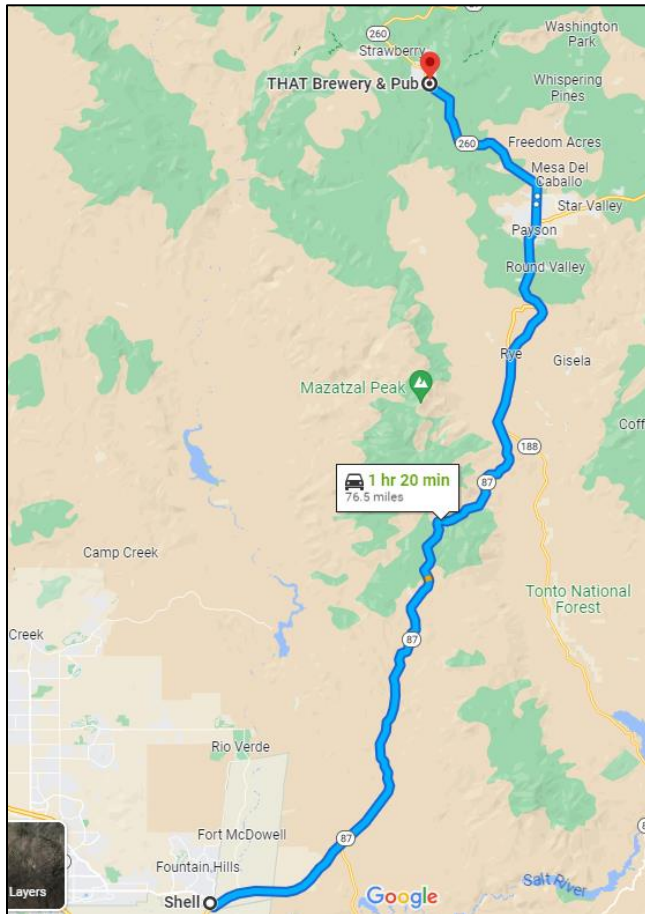 Washington
Park
260
Strawberry
THAT Brewery & Pub
Whispering
Pines
260
Freedom Acres
Mesa Del
Caballo
Star Valley
Payson
Round Valley
Rye
Gisela
Mazatzal Peak
Coff
188
1 hr 20 min
76.5 miles
87
Camp Creek
Tonto National
Forest
Creek
87
Rio Verde
Fort McDowell
87
Fountain Hills
Layers
Shell
Google
Salt River